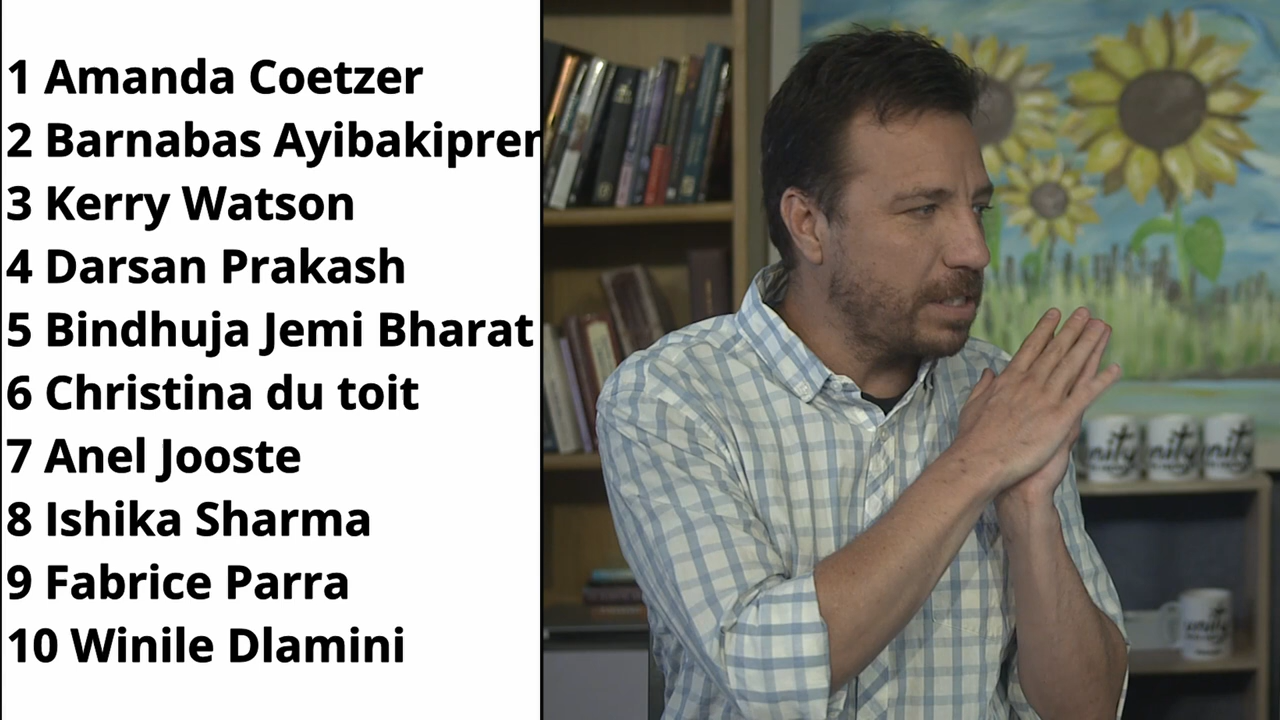 1 Amanda Coetzer
2 Barnabas Ayibakipren
3 Kerry Watson
4 Darsan Prakash
5 Bindhuja Jemi Bharat
6 Christina du toit
7 Anel Jooste
8 Ishika Sharma
9 Fabrice Parra
10 Winile Dlamini
unity